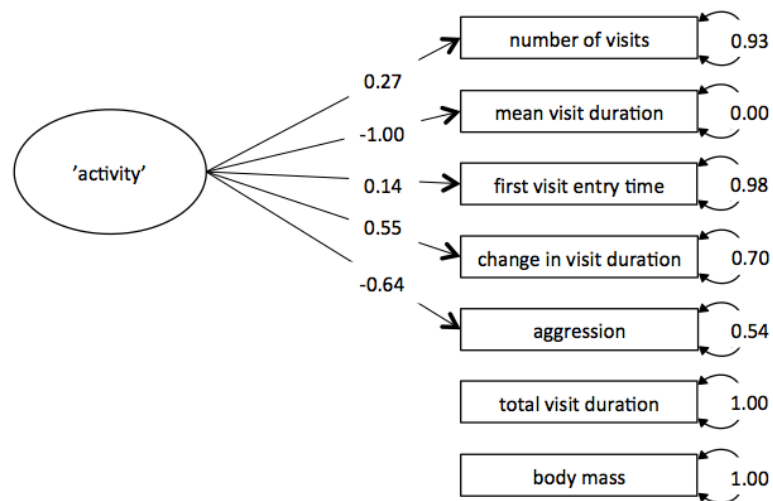 number of visits
0.93
0.27
mean visit duration
0.00
-1.00
'activity'
0.14
first visit entry time
0.98
0.55
change in visit duration
0.70
-0.64
aggression
0.54
total visit duration
1.00
body mass
1.00